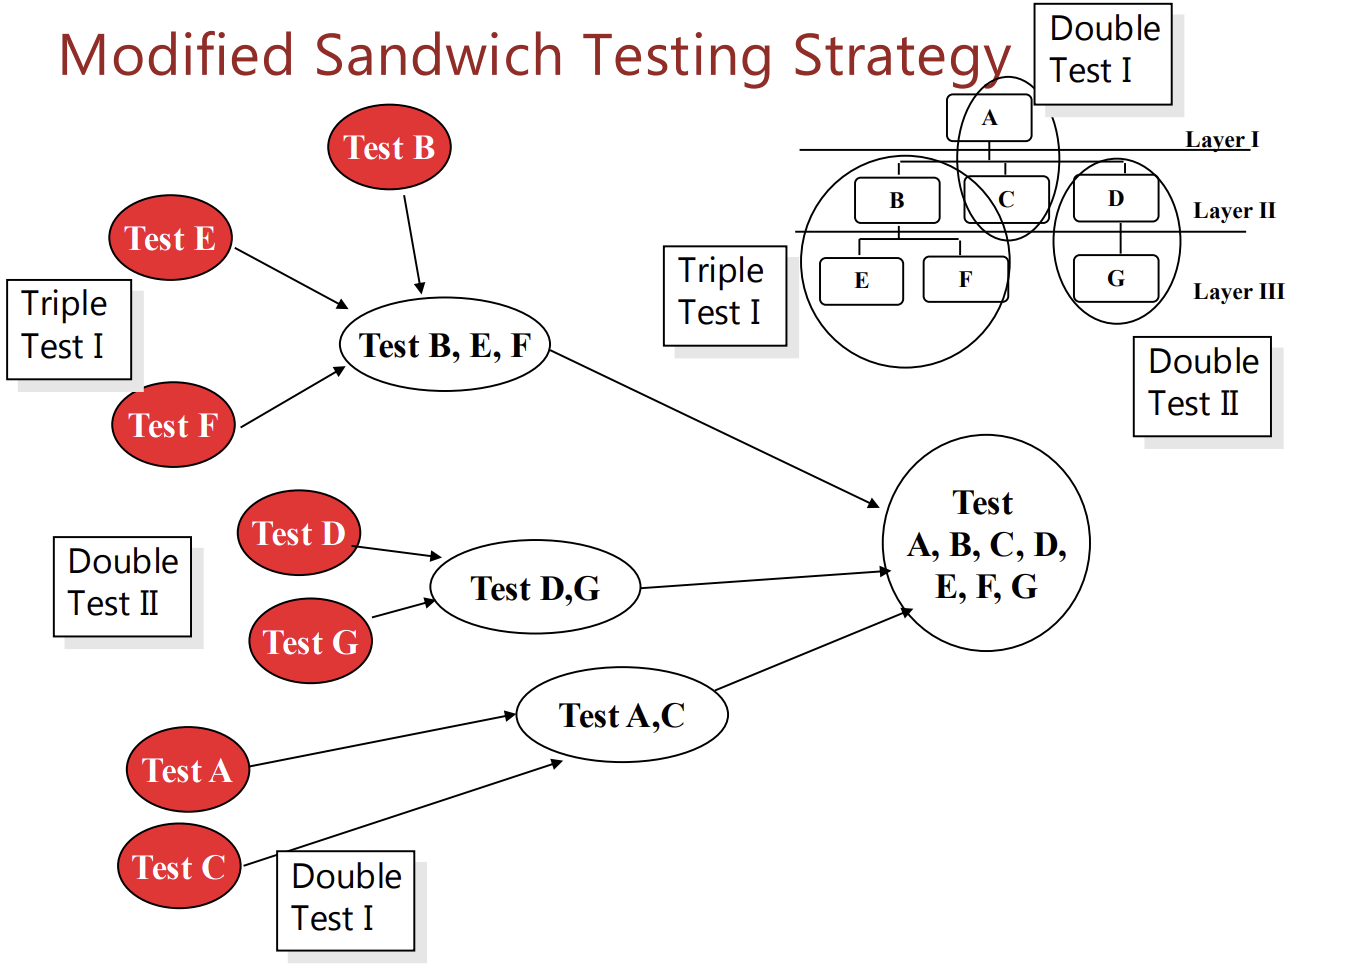 Modified Sandwich Testing Strategy
Double
Test I
A
Layer I
B
C
D
Layer II
E
F
G
Layer III
Triple
Test I
Double
Test II
Test B
Test E
Triple
Test I
Test B, E, F
Test F
Test D
Double
Test II
Test D,G
Test G
Test
A, B, C, D,
E, F, G
Test A,C
Test A
Test C
Double
Test I